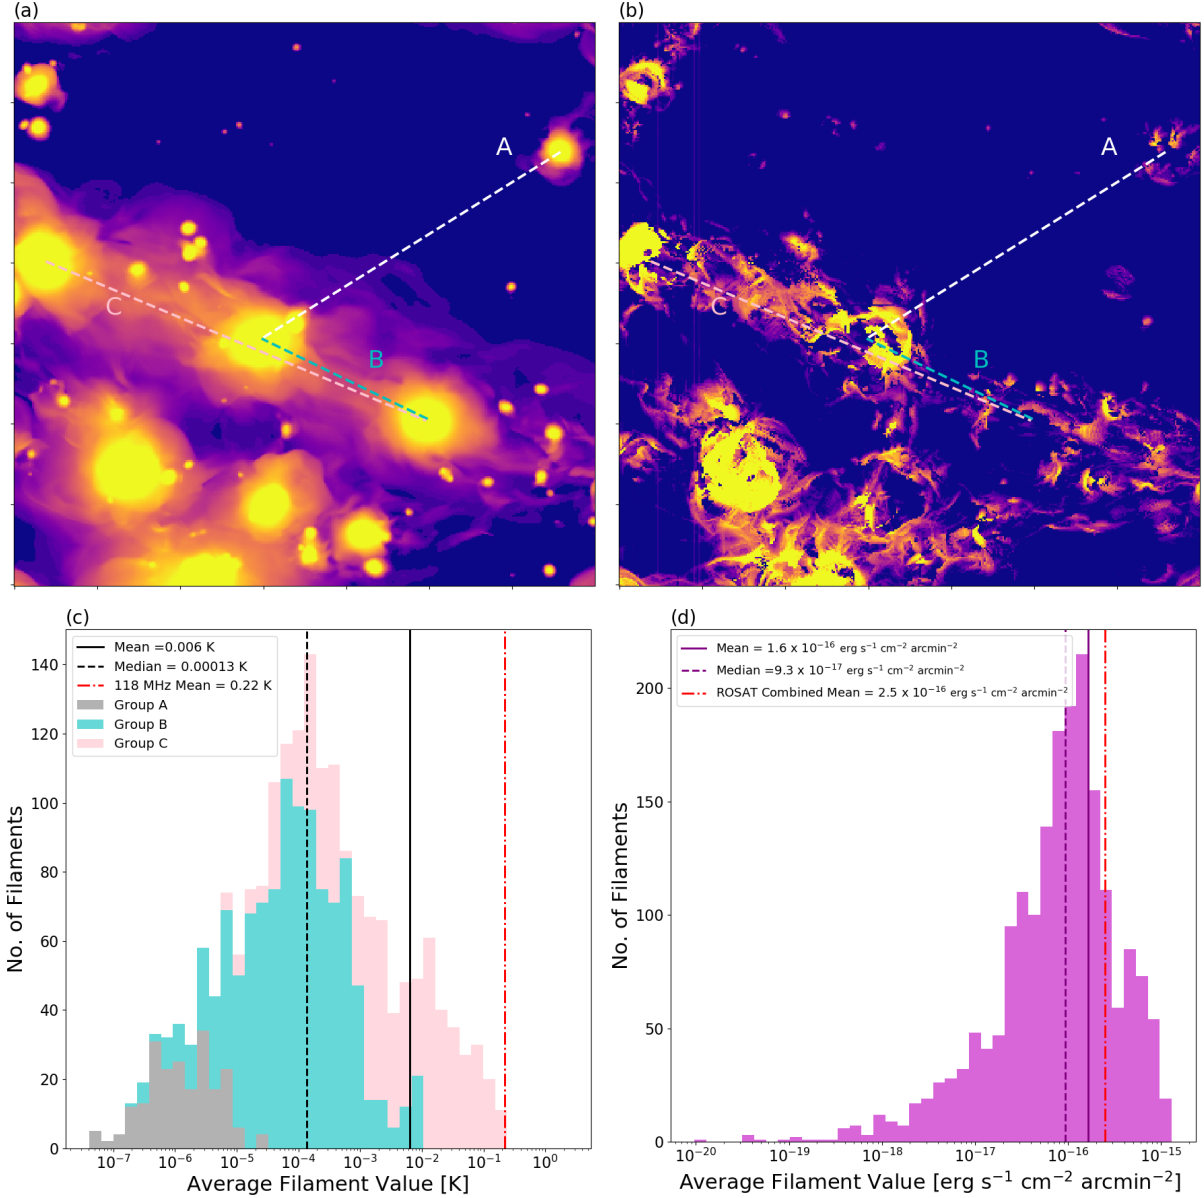 (a)
(b)
A
B
C
A
B
C
(c)
(d)
Mean =0.006 K
Median = 0.00013 K
118 MHz Mean = 0.22 K
Group A
Group B
Group C
No. of Filaments
140
120
100
80
60
40
20
0
10⁻⁷ 10⁻⁶ 10⁻⁵ 10⁻⁴ 10⁻³ 10⁻² 10⁻¹ 10⁰
Average Filament Value [K]
Mean = 1.6 x 10⁻¹⁶ erg s⁻¹ cm⁻² arcmin⁻²
Median =9.3 x 10⁻¹⁷ erg s⁻¹ cm⁻² arcmin⁻²
ROSAT Combined Mean = 2.5 x 10⁻¹⁶ erg s⁻¹ cm⁻² arcmin⁻²
No. of Filaments
200
150
100
50
0
10⁻²⁰ 10⁻¹⁹ 10⁻¹⁸ 10⁻¹⁷ 10⁻¹⁶ 10⁻¹⁵
Average Filament Value [erg s⁻¹ cm⁻² arcmin⁻²]